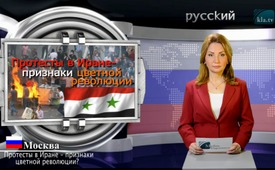 русский
kla.tv
Протесты в Иране-
признаки цветной
революции
Москва
Протесты в Иране - признаки
цветной революции?